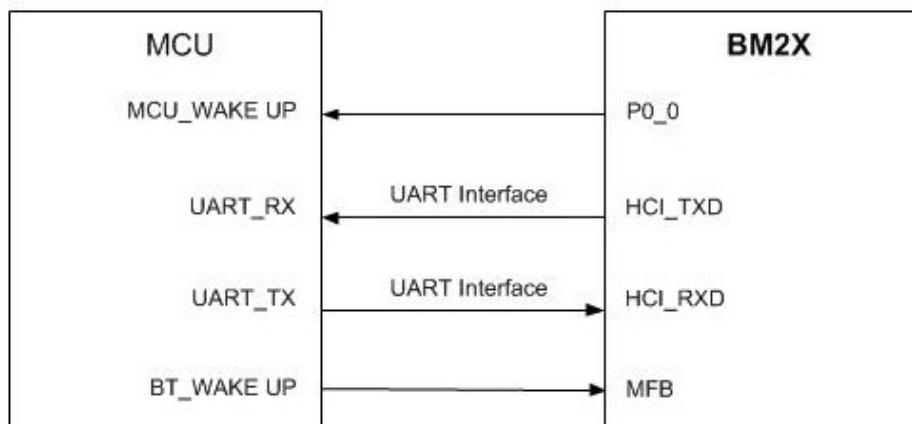 MCU
BM2X
MCU_WAKE UP
P0_0
UART_RX
UART Interface
HCI_TXD
UART_TX
UART Interface
HCI_RXD
BT_WAKE UP
MFB